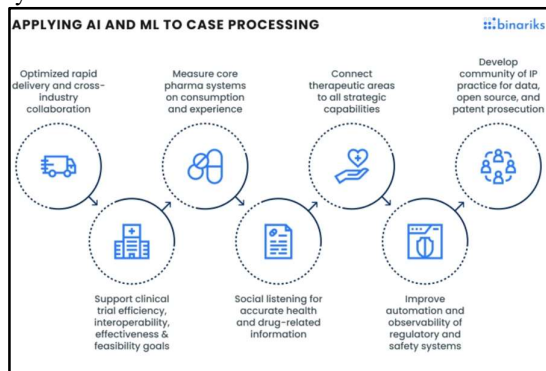 APPLYING AI AND ML TO CASE PROCESSING
binariks
Optimized rapid
delivery and cross-
industry
collaboration
Measure core
pharma systems
on consumption
and experience
Connect
therapeutic areas
to all strategic
capabilities
Develop
community of IP
practice for data,
open source, and
patent prosecution
Support clinical
trial efficiency,
interoperability,
effectiveness &
feasibility goals
Social listening for
accurate health
and drug-related
information
Improve
automation and
observability of
regulatory and
safety systems